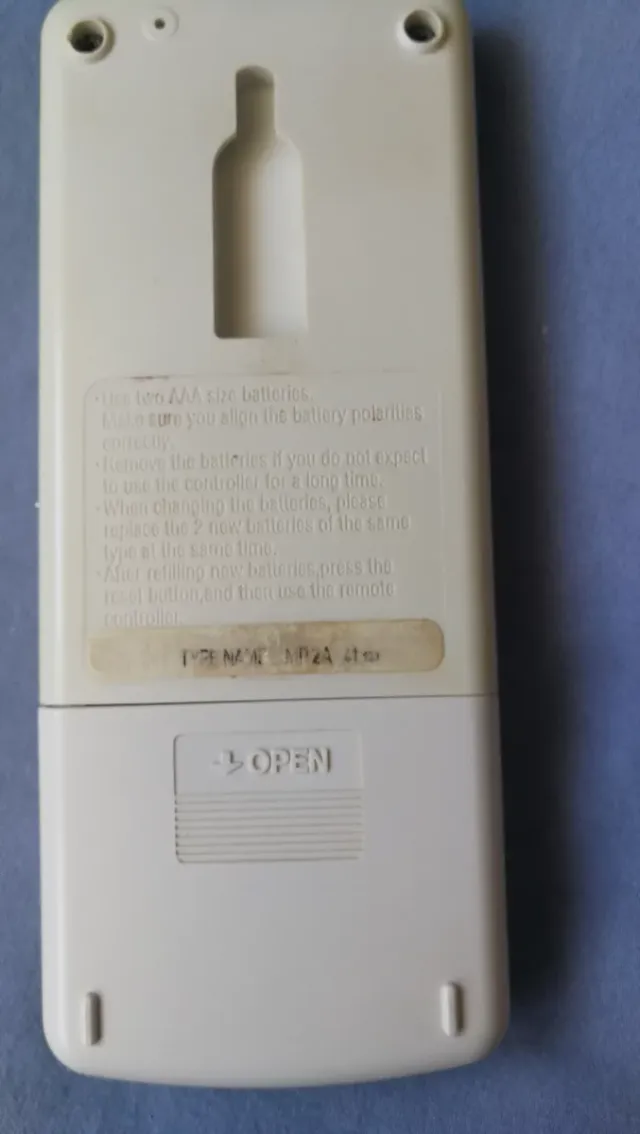 •Use two AAA size batteries.
Make sure you align the battery polarities
correctly.
•Remove the batteries if you do not expect
to use the controller for a long time.
•When changing the batteries, please
replace the 2 new batteries of the same
type at the same time.
•After refilling new batteries,press the
reset button,and then use the remote
controller.
TYPE NAME
OPEN